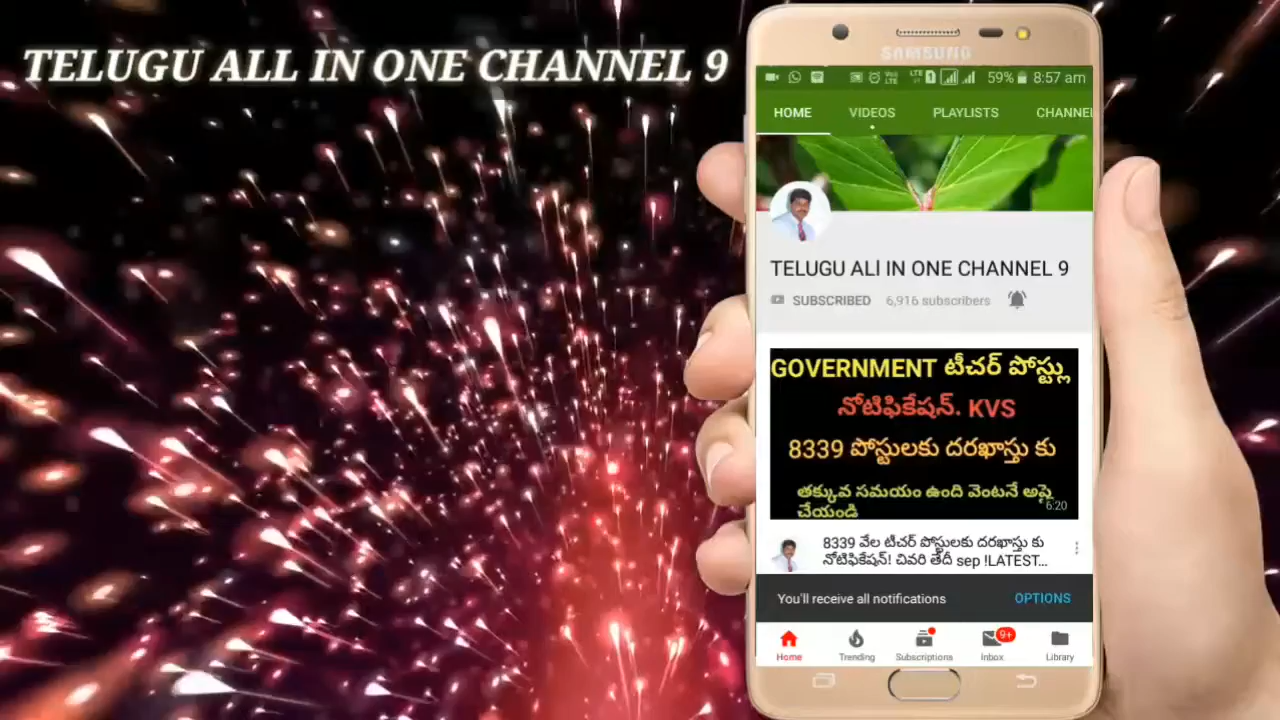 TELUGU ALL IN ONE CHANNEL 9
SAMSUNG
59% 8:57 am
HOME VIDEOS PLAYLISTS CHANNEL
TELUGU ALl IN ONE CHANNEL 9
SUBSCRIBED 6,916 subscribers
GOVERNMENT టీచర్ పోస్ట్లు
నోటిఫికేషన్. KVS
8339 పోస్టులకు దరఖాస్తు కు
తక్కువ సమయం ఉంది వెంటనే అప్లై
చేయండి
6:20
8339 వేల టీచర్ పోస్టులకు దరఖాస్తు కు
నోటిఫికేషన్! చివరి తేదీ sep !LATEST...
You'll receive all notifications OPTIONS
9+
Home Trending Subscriptions Inbox Library